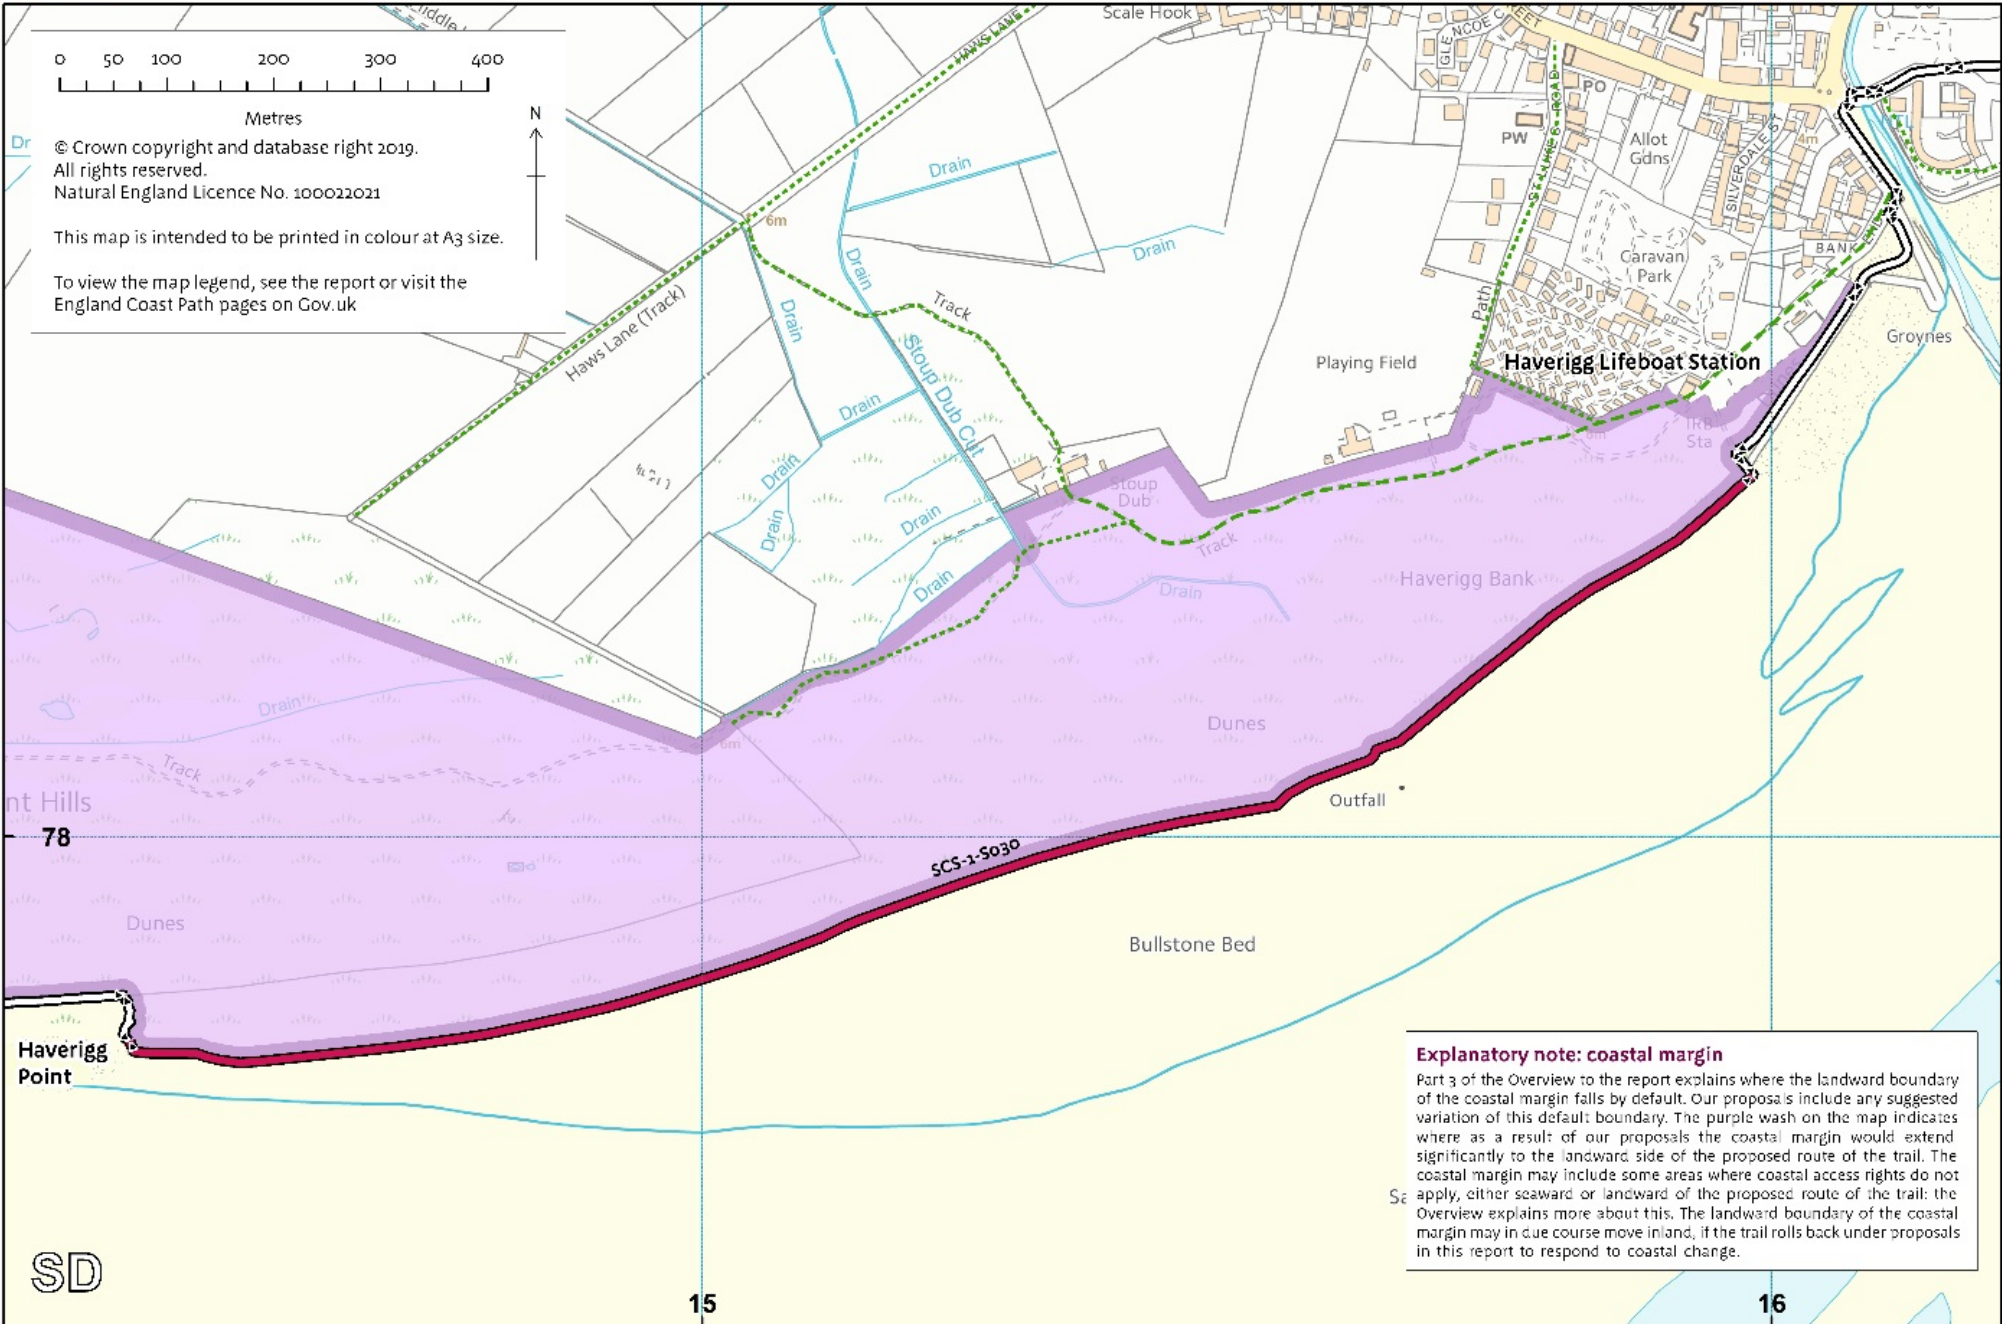 0 50 100 200 300 400
Metres
N
© Crown copyright and database right 2019.
All rights reserved.
Natural England Licence No. 100022021
This map is intended to be printed in colour at A3 size.
To view the map legend, see the report or visit the
England Coast Path pages on Gov.uk
Scale Hook
HAWS LANE
GLENCOE
STREET
PO
PW
Allot
Gdns
4m
SILVERDALE ST
ST LUKE'S ROAD
BANK
Caravan
Park
Path
Groynes
Haverigg Lifeboat Station
IRB
Sta
8m
Playing Field
Drain
Drain
Drain
Drain
6m
Track
Haws Lane (Track)
Stoup Dub Cut
Drain
Drain
Drain
Drain
Drain
Stoup
Dub
Track
Drain
Haverigg Bank
Dunes
6m
Drain
Track
nt Hills
78
Outfall
SCS-1-S030
Dunes
Bullstone Bed
Haverigg
Point
Explanatory note: coastal margin
Part 3 of the Overview to the report explains where the landward boundary
of the coastal margin falls by default. Our proposals include any suggested
variation of this default boundary. The purple wash on the map indicates
where as a result of our proposals the coastal margin would extend
significantly to the landward side of the proposed route of the trail. The
coastal margin may include some areas where coastal access rights do not
apply, either seaward or landward of the proposed route of the trail: the
Overview explains more about this. The landward boundary of the coastal
margin may in due course move inland, if the trail rolls back under proposals
in this report to respond to coastal change.
Sa
SD
15
16